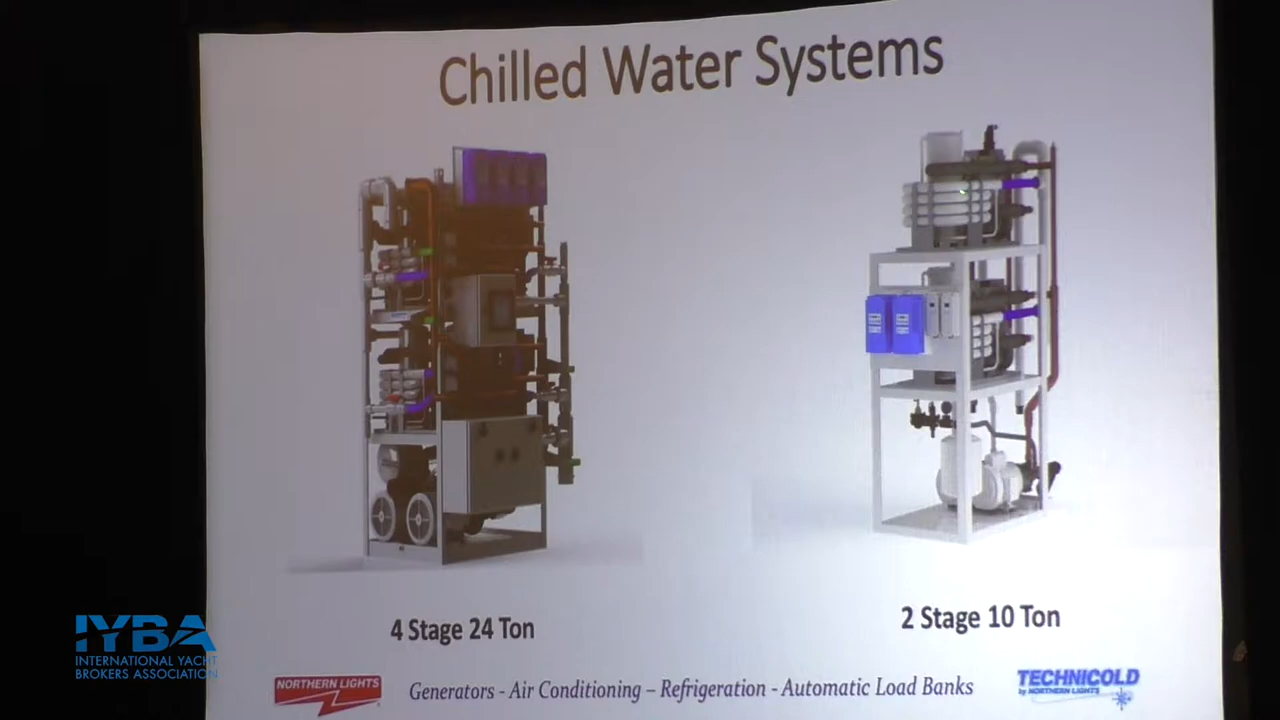 Chilled Water Systems
4 Stage 24 Ton
2 Stage 10 Ton
IYBA
INTERNATIONAL YACHT
BROKERS ASSOCIATION
NORTHERN LIGHTS
Generators - Air Conditioning – Refrigeration - Automatic Load Banks
TECHNICOLD
by NORTHERN LIGHTS